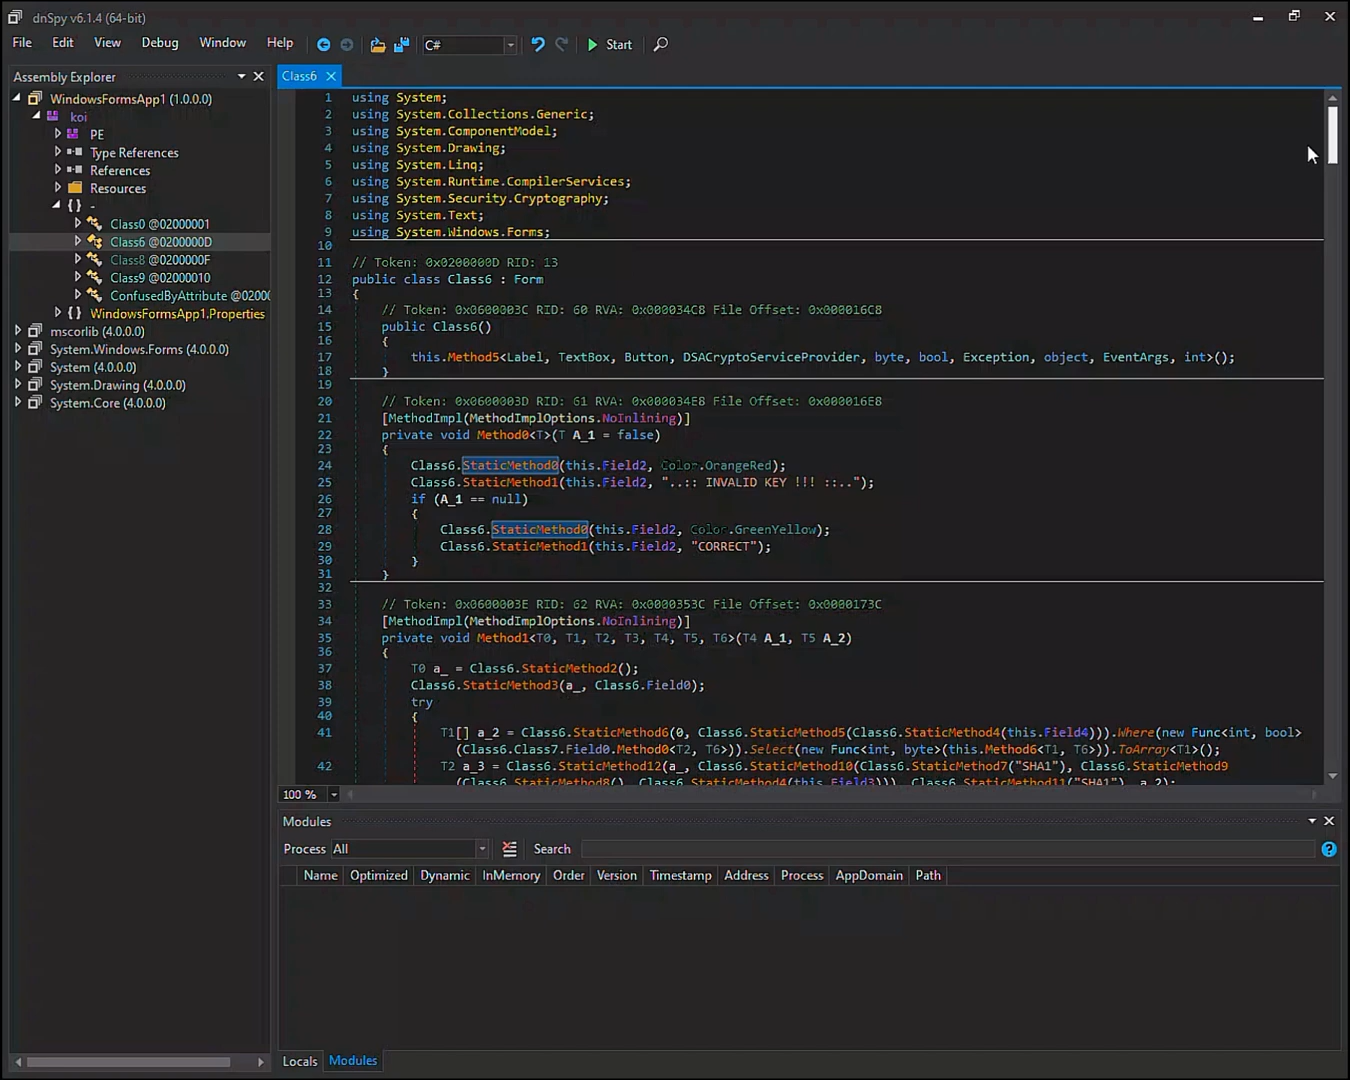 dnSpy v6.1.4 (64-bit)
File Edit View Debug Window Help C# Start
Assembly Explorer
WindowsFormsApp1 (1.0.0.0)
koi
PE
Type References
References
Resources
{ } -
Class0 @02000001
Class6 @0200000D
Class8 @0200000F
Class9 @02000010
ConfusedByAttribute @0200
{ } WindowsFormsApp1.Properties
mscorlib (4.0.0.0)
System.Windows.Forms (4.0.0.0)
System (4.0.0.0)
System.Drawing (4.0.0.0)
System.Core (4.0.0.0)
Class6
1 using System;
2 using System.Collections.Generic;
3 using System.ComponentModel;
4 using System.Drawing;
5 using System.Linq;
6 using System.Runtime.CompilerServices;
7 using System.Security.Cryptography;
8 using System.Text;
9 using System.Windows.Forms;
10
11 // Token: 0x0200000D RID: 13
12 public class Class6 : Form
13 {
14 // Token: 0x0600003C RID: 60 RVA: 0x000034C8 File Offset: 0x000016C8
15 public Class6()
16 {
17 this.Method5<Label, TextBox, Button, DSACryptoServiceProvider, byte, bool, Exception, object, EventArgs, int>();
18 }
19
20 // Token: 0x0600003D RID: 61 RVA: 0x000034E8 File Offset: 0x000016E8
21 [MethodImpl(MethodImplOptions.NoInlining)]
22 private void Method0<T>(T A_1 = false)
23 {
24 Class6.StaticMethod0(this.Field2, Color.OrangeRed);
25 Class6.StaticMethod1(this.Field2, "..:: INVALID KEY !!! ::..");
26 if (A_1 == null)
27 {
28 Class6.StaticMethod0(this.Field2, Color.GreenYellow);
29 Class6.StaticMethod1(this.Field2, "CORRECT");
30 }
31 }
32
33 // Token: 0x0600003E RID: 62 RVA: 0x0000353C File Offset: 0x0000173C
34 [MethodImpl(MethodImplOptions.NoInlining)]
35 private void Method1<T0, T1, T2, T3, T4, T5, T6>(T4 A_1, T5 A_2)
36 {
37 T0 a_ = Class6.StaticMethod2();
38 Class6.StaticMethod3(a_, Class6.Field0);
39 try
40 {
41 T1[] a_2 = Class6.StaticMethod6(0, Class6.StaticMethod5(Class6.StaticMethod4(this.Field4))).Where(new Func<int, bool>
(Class6.Class7.Field0.Method0<T2, T6>)).Select(new Func<int, byte>(this.Method6<T1, T6>)).ToArray<T1>();
42 T2 a_3 = Class6.StaticMethod12(a_, Class6.StaticMethod10(Class6.StaticMethod7("SHA1"), Class6.StaticMethod9
(Class6.StaticMethod8(), Class6.StaticMethod4(this.Field3))), Class6.StaticMethod11("SHA1"), a_2);
100 %
Modules
Process All Search
Name Optimized Dynamic InMemory Order Version Timestamp Address Process AppDomain Path
Locals Modules